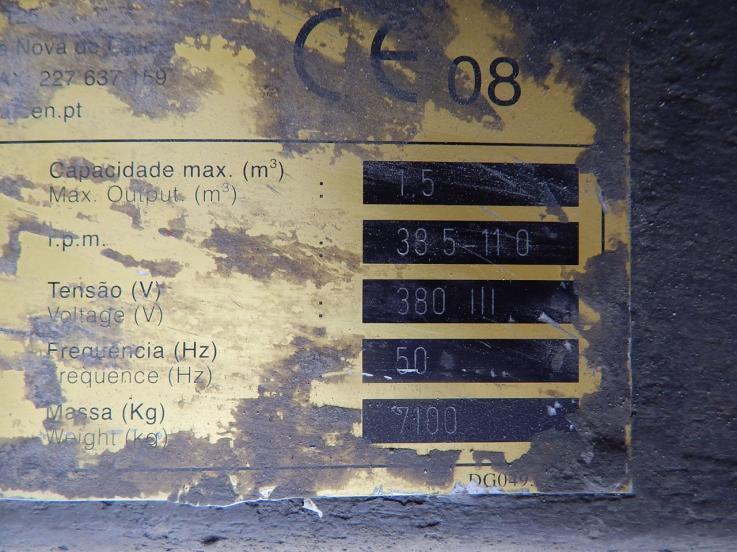 Nova de
227 637 159
en.pt
CE 08
Capacidade max. (m³)
Max. Output. (m³) : 1.5
r.p.m. : 38.5-11.0
Tensão (V)
Voltage (V) : 380 III
Frequência (Hz)
Frequence (Hz) : 50
Massa (Kg)
Weight (kg) : 7100
DG049